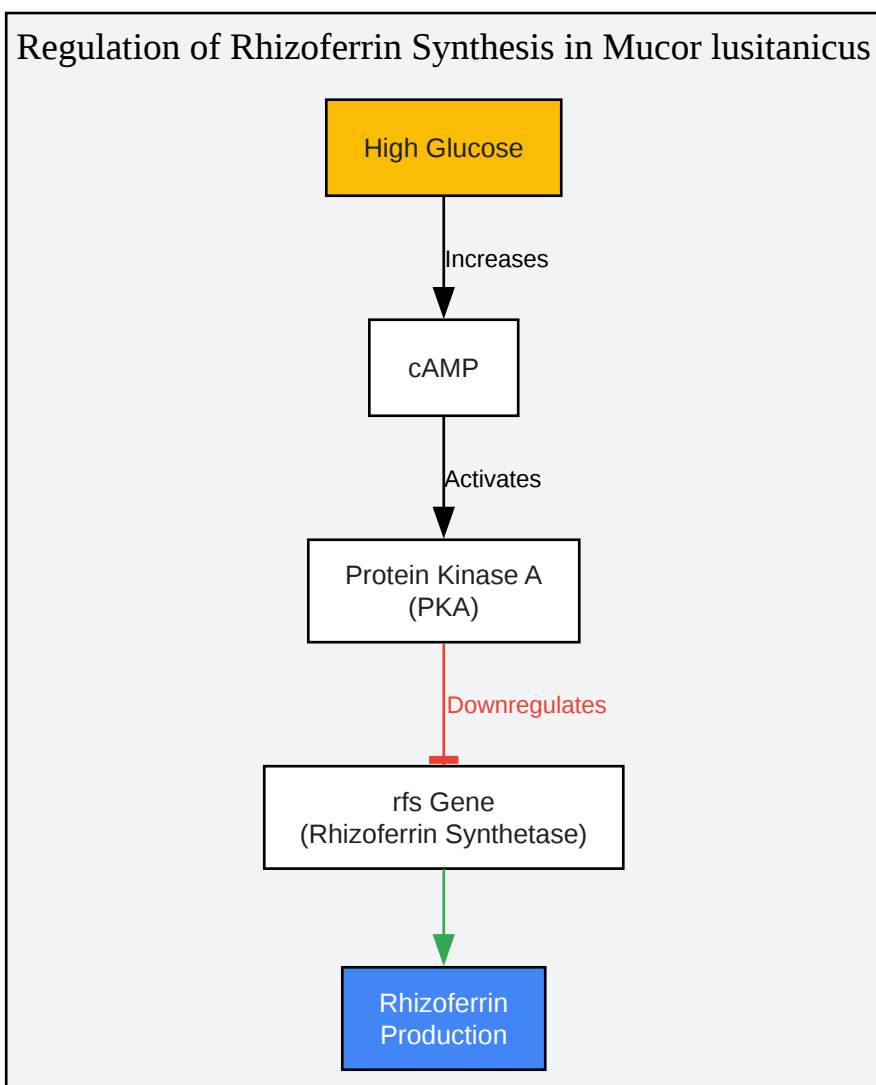 Regulation of Rhizoferrin Synthesis in Mucor lusitanicus
High Glucose
Increases
cAMP
Activates
Protein Kinase A
(PKA)
Downregulates
rfs Gene
(Rhizoferrin Synthetase)
Rhizoferrin
Production